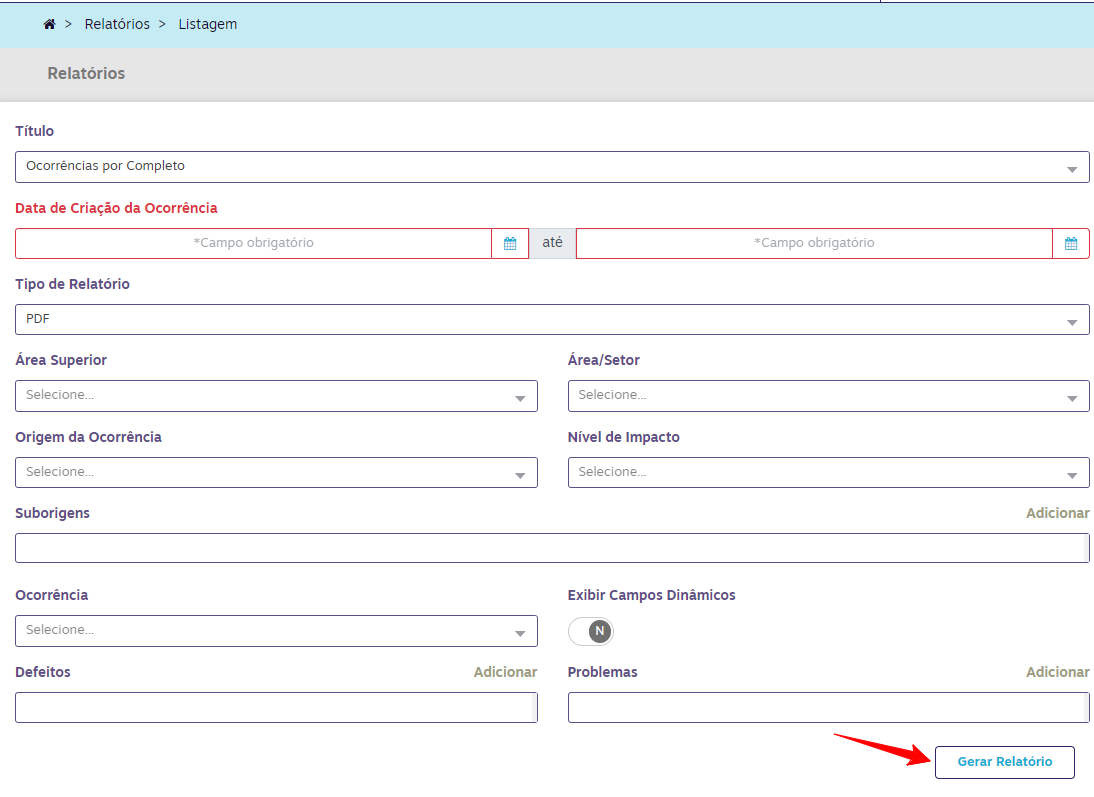 > Relatórios > Listagem
Relatórios
Título
Ocorrências por Completo
Data de Criação da Ocorrência
*Campo obrigatório até *Campo obrigatório
Tipo de Relatório
PDF
Área Superior Área/Setor
Selecione... Selecione...
Origem da Ocorrência Nível de Impacto
Selecione... Selecione...
Suborigens Adicionar
Ocorrência Exibir Campos Dinâmicos
Selecione... N
Defeitos Adicionar Problemas Adicionar
Gerar Relatório